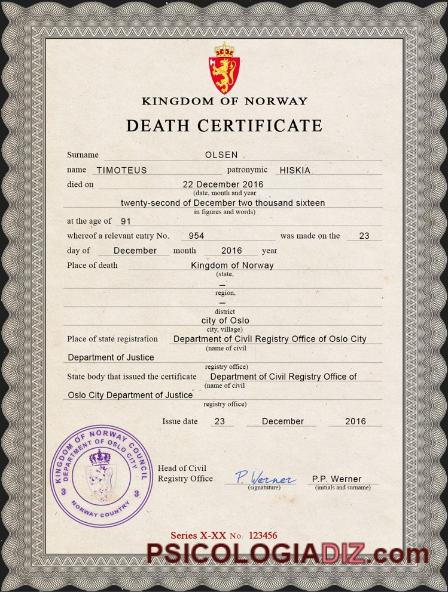 KINGDOM OF NORWAY
DEATH CERTIFICATE
Surname OLSEN
name TIMOTEUS patronymic HISKIA
died on 22 December 2016
(date, month and year
twenty-second of December two thousand sixteen
in figures and words)
at the age of 91
whereof a relevant entry No. 954 was made on the 23
day of December month 2016 year
Place of death Kingdom of Norway
(state,
–
region,
–
district
city of Oslo
city, village)
Place of state registration Department of Civil Registry Office of Oslo City
(name of civil
Department of Justice
registry office)
State body that issued the certificate Department of Civil Registry Office of
(name of civil
Oslo City Department of Justice
registry office)
Issue date 23 December 2016
KINGDOM OF NORWAY COUNCIL
DEPARTMENT OF OSLO CITY
3 3
NORWAY COUNTRY
Head of Civil
Registry Office P. Werner P.P. Werner
(signature) (initials and surname)
Series X-XX No. 123456
PSICOLOGIADIZ.com